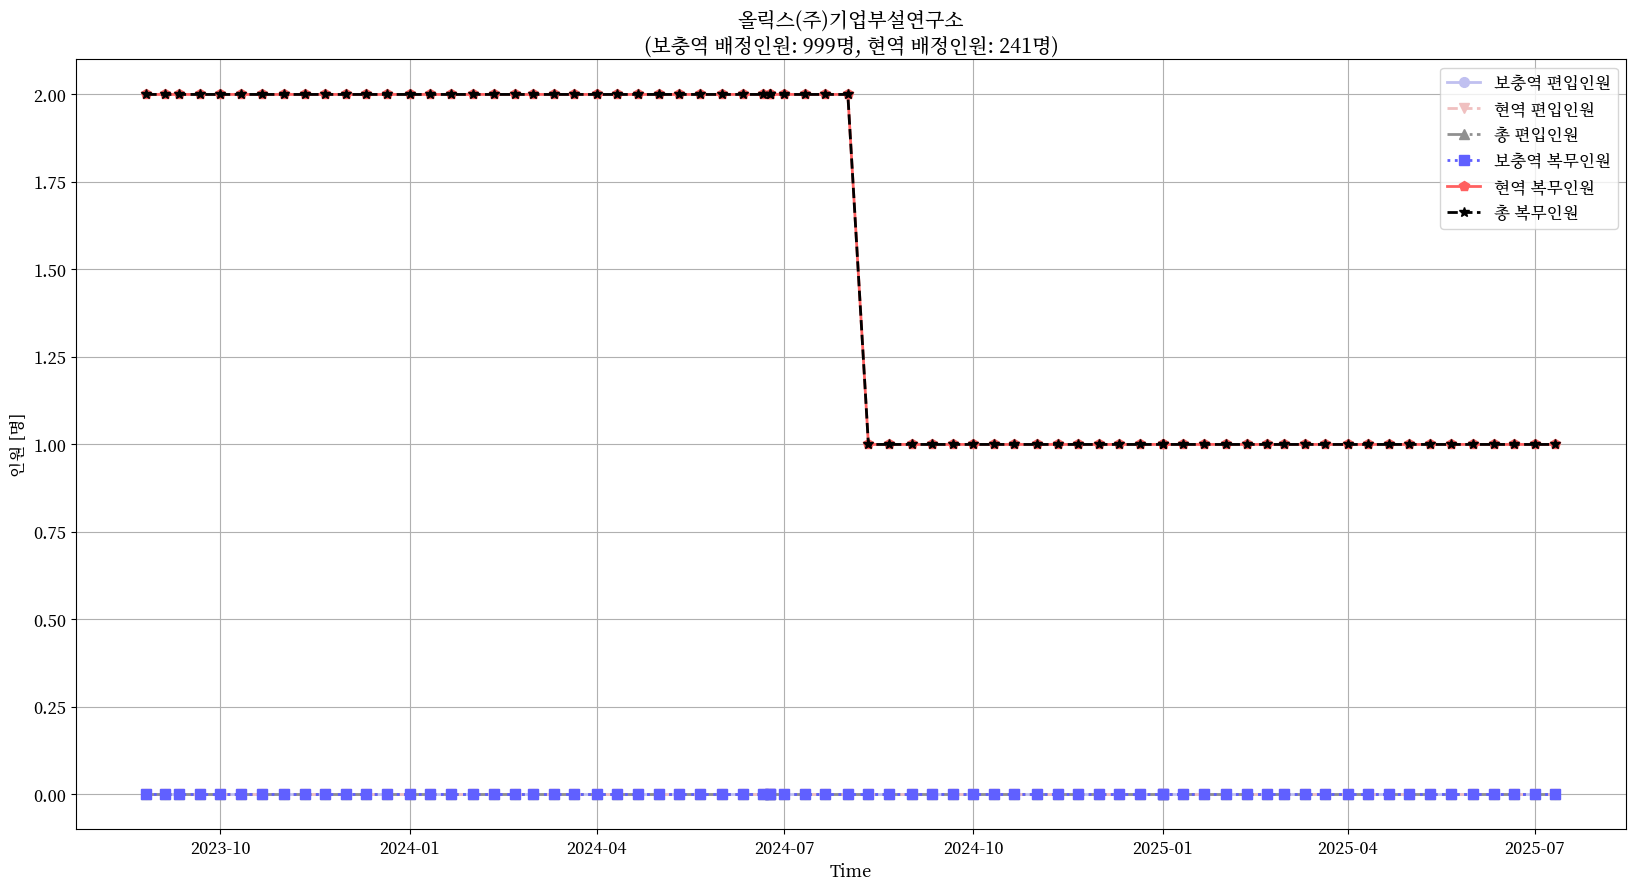 올릭스(주)기업부설연구소
(보충역 배정인원: 999명, 현역 배정인원: 241명)
보충역 편입인원
현역 편입인원
총 편입인원
보충역 복무인원
현역 복무인원
총 복무인원
인원 [명]
2.00
1.75
1.50
1.25
1.00
0.75
0.50
0.25
0.00
2023-10 2024-01 2024-04 2024-07 2024-10 2025-01 2025-04 2025-07
Time